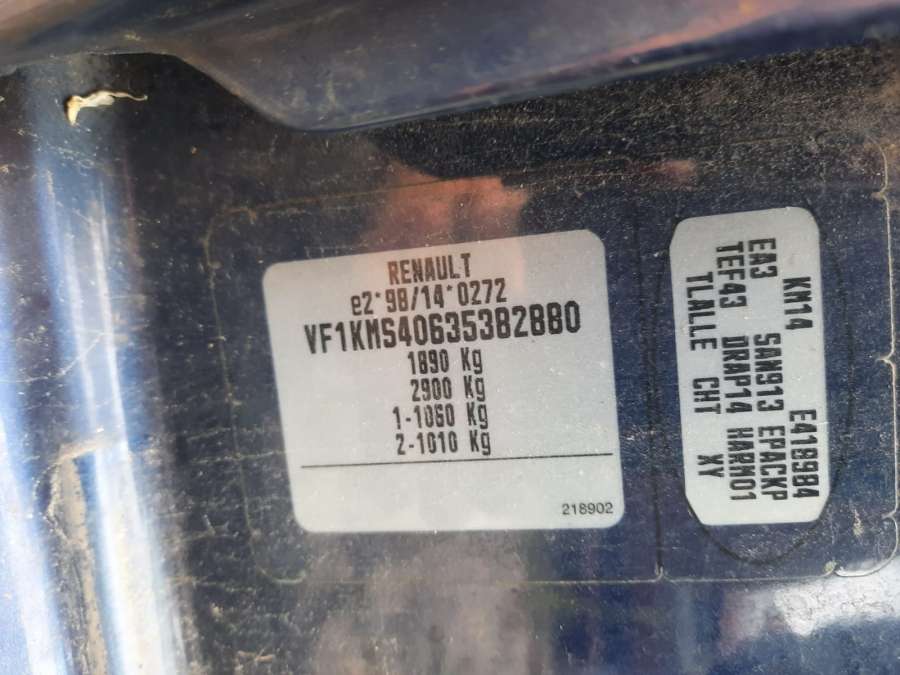 RENAULT
e2*98/14*0272
VF1KMS40635382880
1890 Kg
2900 Kg
1-1060 Kg
2-1010 Kg
218902
KM14 E418984
EA3 SAN913 EPACKP
TEF43 DRAP14 HARM01
TLALLE CHT XY